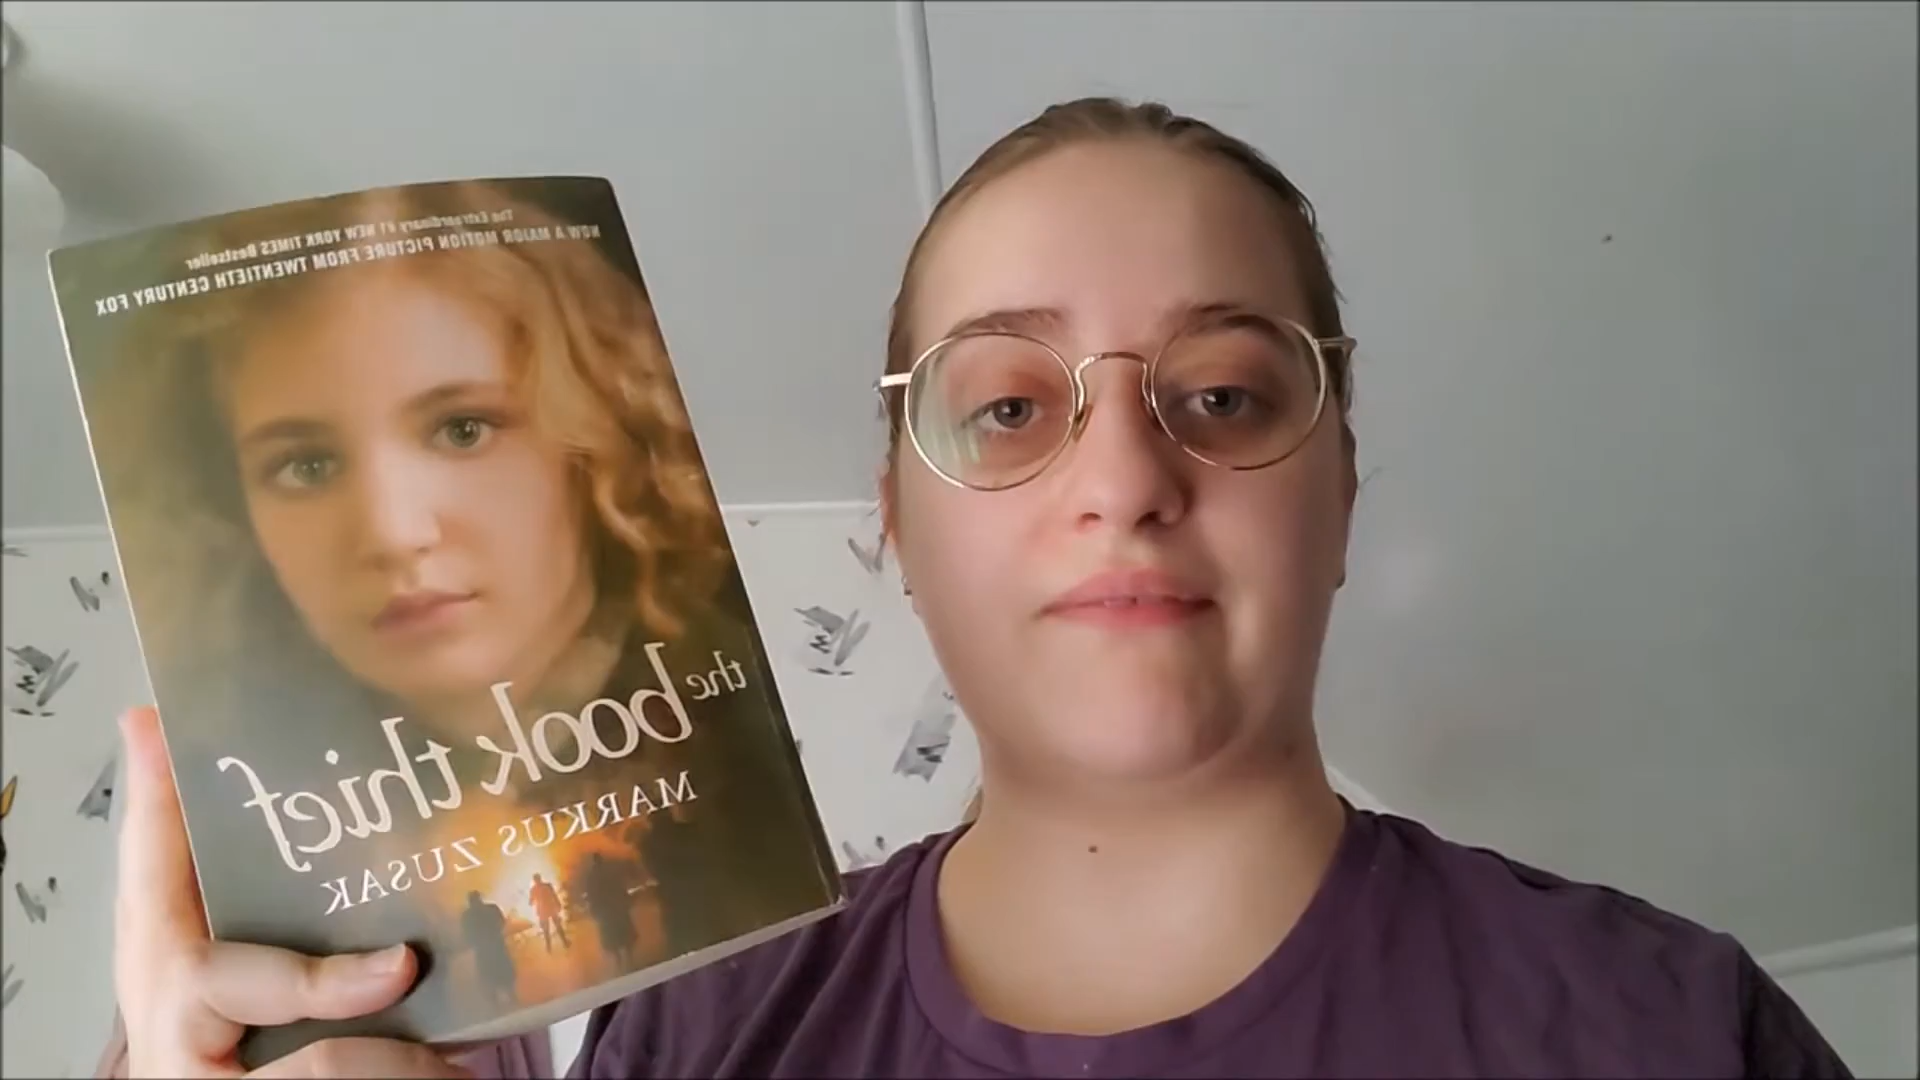 The Extraordinary #1 NEW YORK TIMES Bestseller
NOW A MAJOR MOTION PICTURE FROM TWENTIETH CENTURY FOX
the book thief
MARKUS ZUSAK